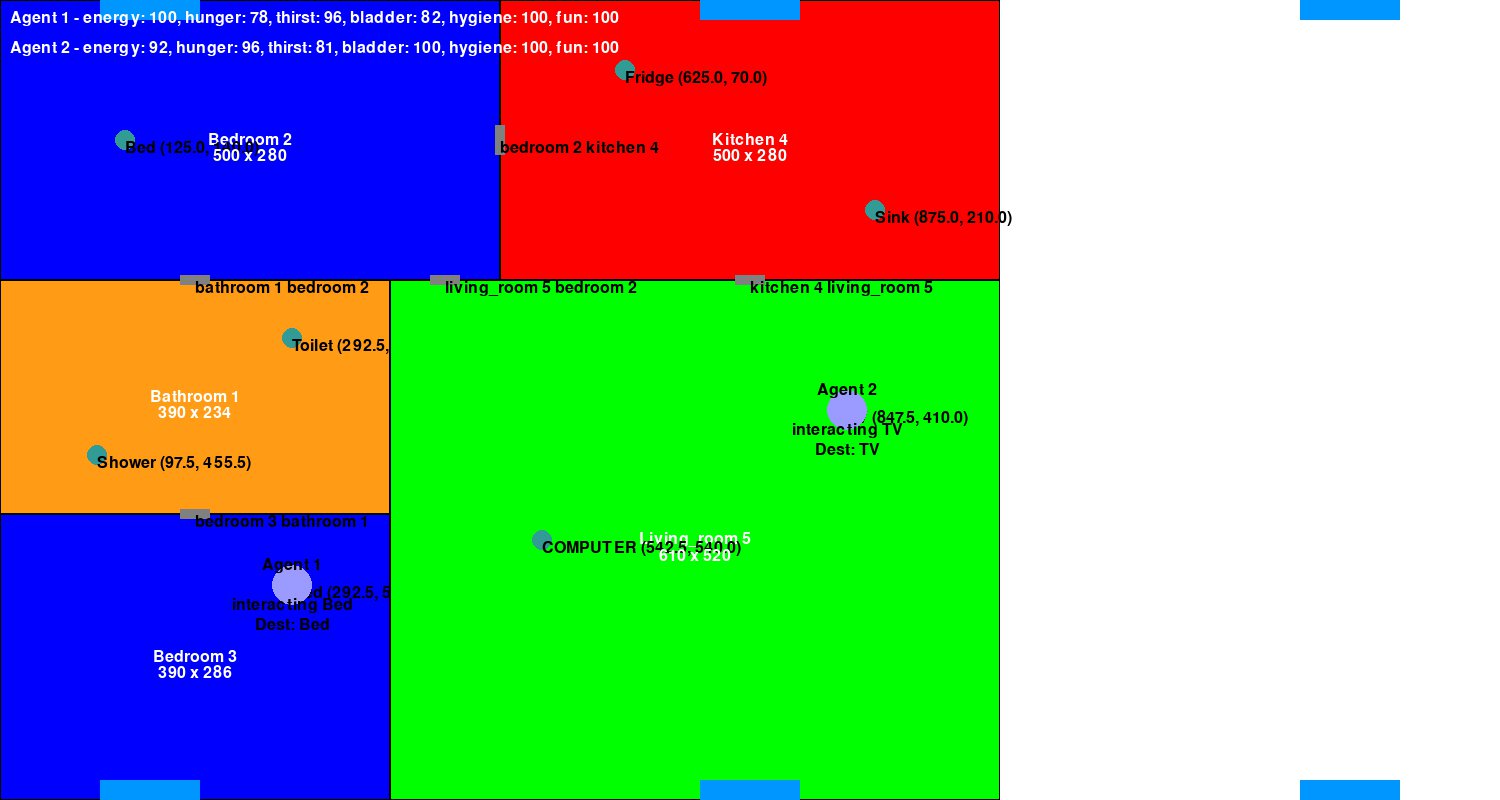 Agent 1 - energy: 100, hunger: 78, thirst: 96, bladder: 82, hygiene: 100, fun: 100
Agent 2 - energy: 92, hunger: 96, thirst: 81, bladder: 100, hygiene: 100, fun: 100
Fridge (625.0, 70.0)
Bedroom 2
500 x 280
Bed (125.0,
bedroom 2 kitchen 4
Kitchen 4
500 x 280
Sink (875.0, 210.0)
bathroom 1 bedroom 2
living_room 5 bedroom 2
kitchen 4 living_room 5
Toilet (292.5,
Bathroom 1
390 x 234
Agent 2
(847.5, 410.0)
interacting TV
Dest: TV
Shower (97.5, 455.5)
bedroom 3 bathroom 1
Living_room 5
610 x 520
COMPUTER (542.5, 540.0)
Agent 1
d (292.5, 5
interacting Bed
Dest: Bed
Bedroom 3
390 x 286